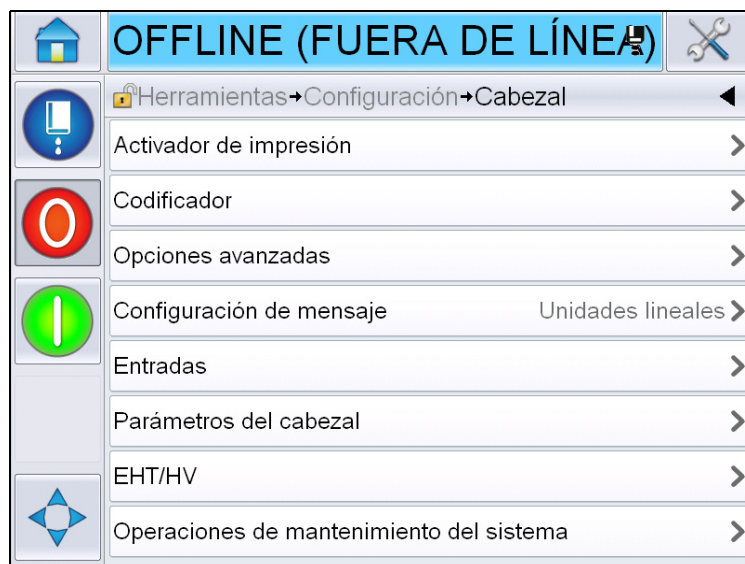 OFFLINE (FUERA DE LÍNEA)
Herramientas→Configuración→Cabezal
Activador de impresión
Codificador
Opciones avanzadas
Configuración de mensaje Unidades lineales
Entradas
Parámetros del cabezal
EHT/HV
Operaciones de mantenimiento del sistema